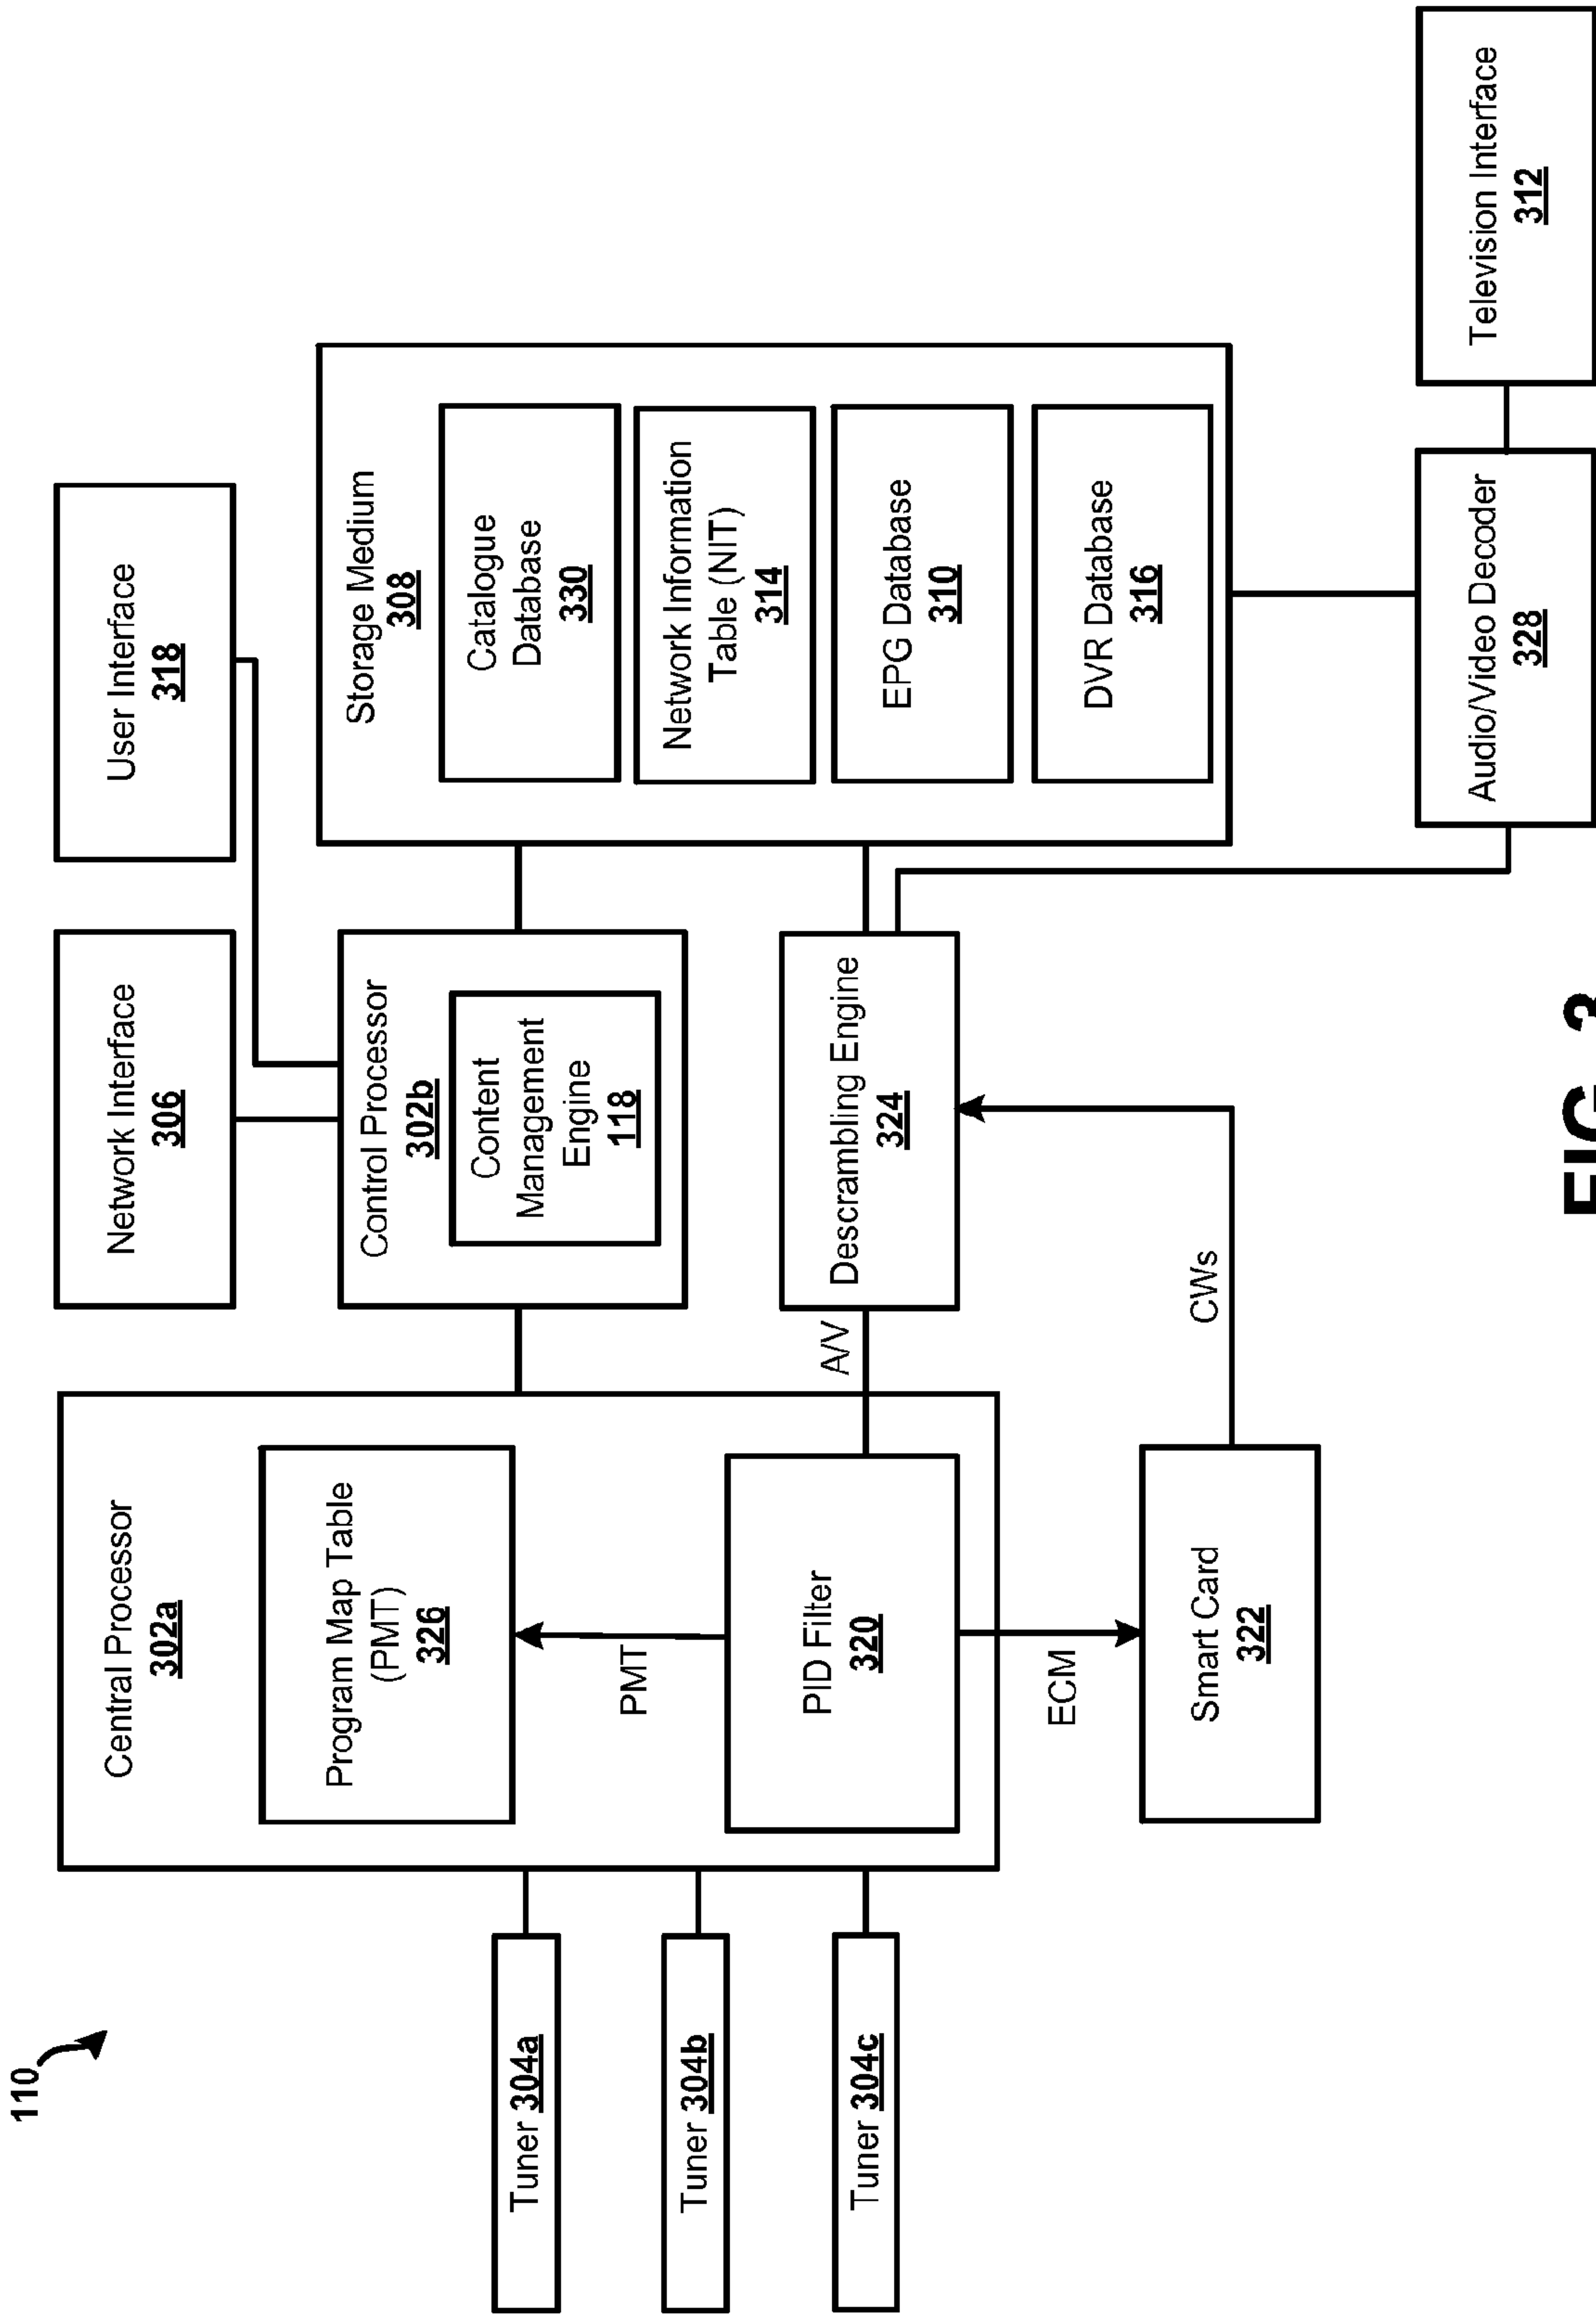 110
Tuner 304a
Tuner 304b
Tuner 304c
Central Processor
302a
Program Map Table
(PMT)
326
PMT
PID Filter
320
ECM
Smart Card
322
A/V
CWs
Network Interface
306
User Interface
318
Control Processor
302b
Content
Management
Engine
118
Descrambling Engine
324
Storage Medium
308
Catalogue
Database
330
Network Information
Table (NIT)
314
EPG Database
310
DVR Database
316
Audio/Video Decoder
328
Television Interface
312
FIG. 3